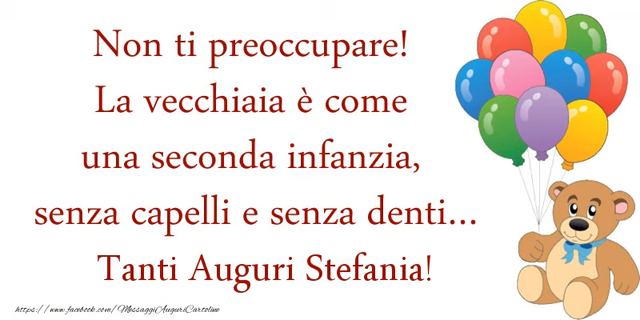 Non ti preoccupare!
La vecchiaia è come
una seconda infanzia,
senza capelli e senza denti...
Tanti Auguri Stefania!
https://www.facebook.com/MessaggiAuguriCartoline